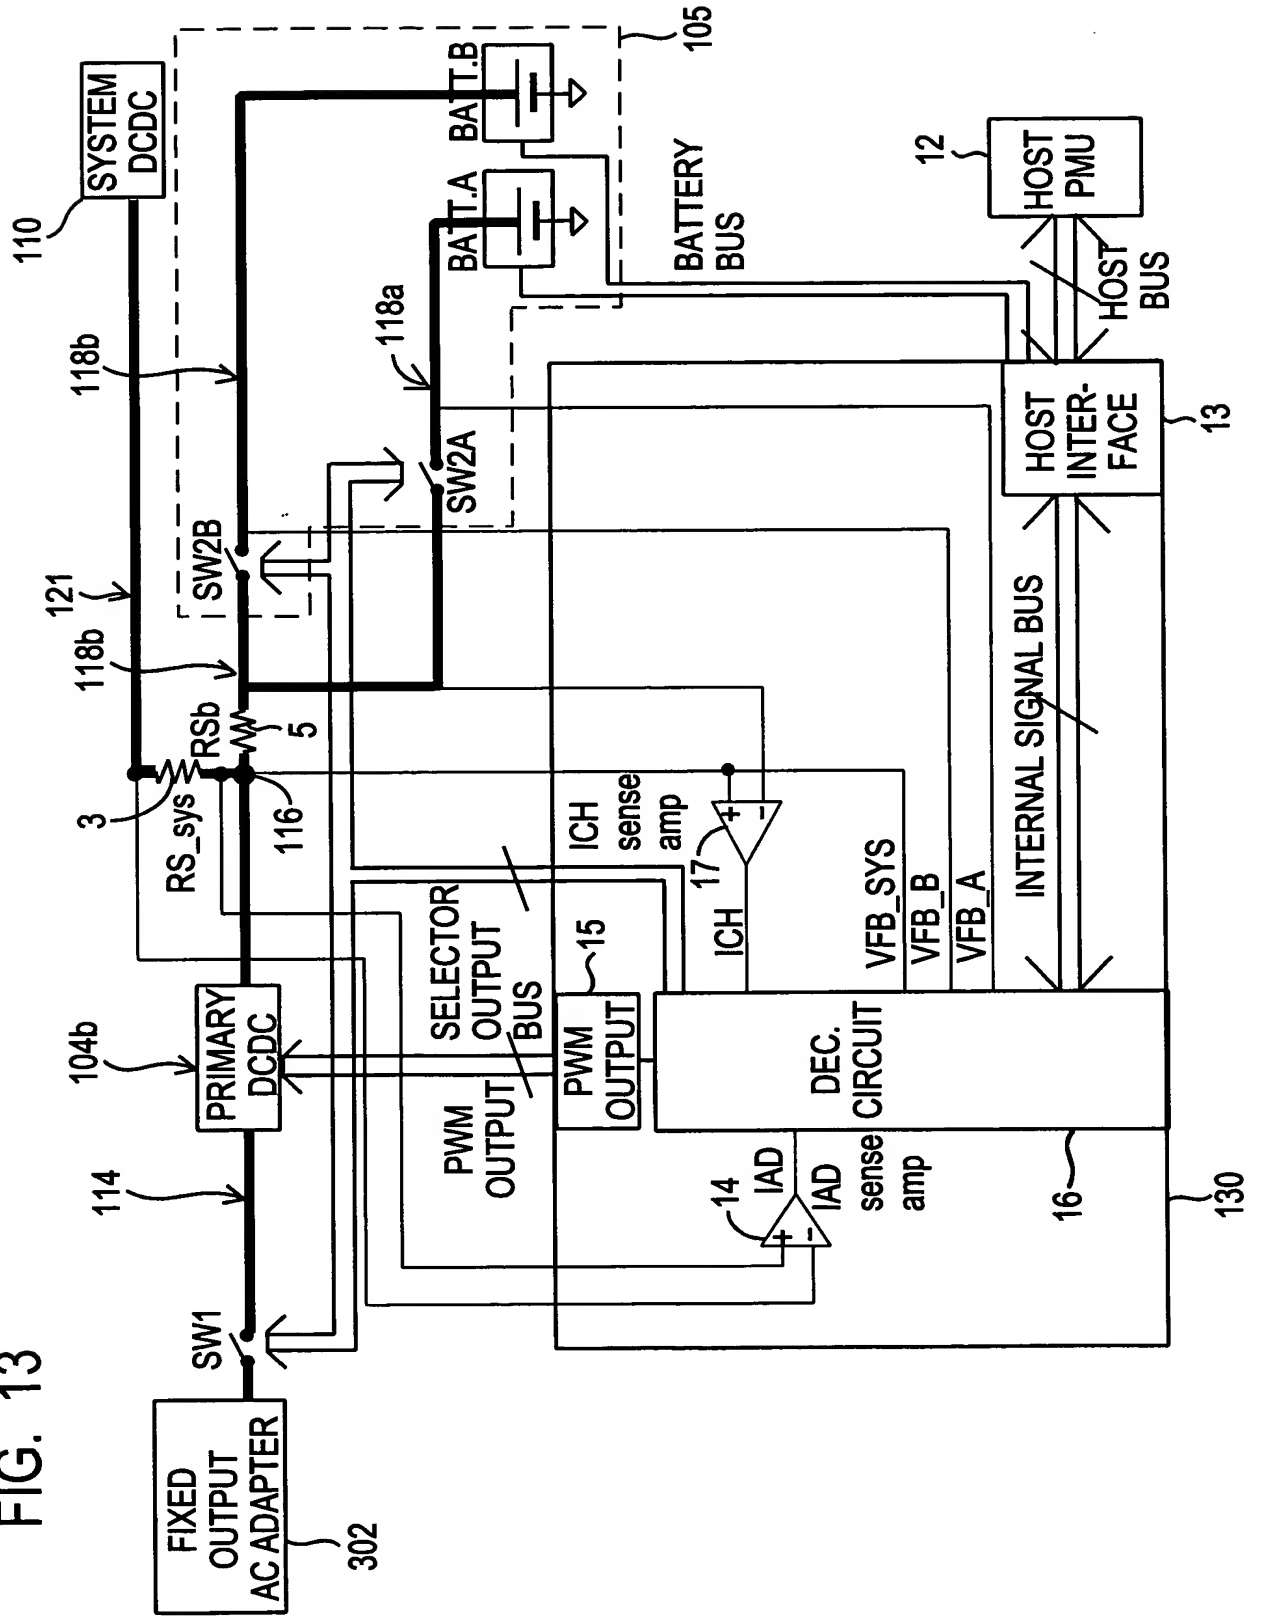 FIG. 13
FIXED
OUTPUT
AC ADAPTER
302
SW1
114
104b
PRIMARY
DCDC
116
3
RS_sys
RSb
5
118b
121
SW2B
118b
110
SYSTEM
DCDC
118a
SW2A
BATT.A
BATT.B
105
BATTERY
BUS
12
HOST
PMU
HOST
BUS
HOST
INTER-
FACE
13
INTERNAL SIGNAL BUS
ICH
sense
amp
17
+
-
ICH
VFB_SYS
VFB_B
VFB_A
SELECTOR
OUTPUT
BUS
PWM
OUTPUT
15
PWM
OUTPUT
DEC.
CIRCUIT
16
14
+
-
IAD
IAD
sense
amp
130